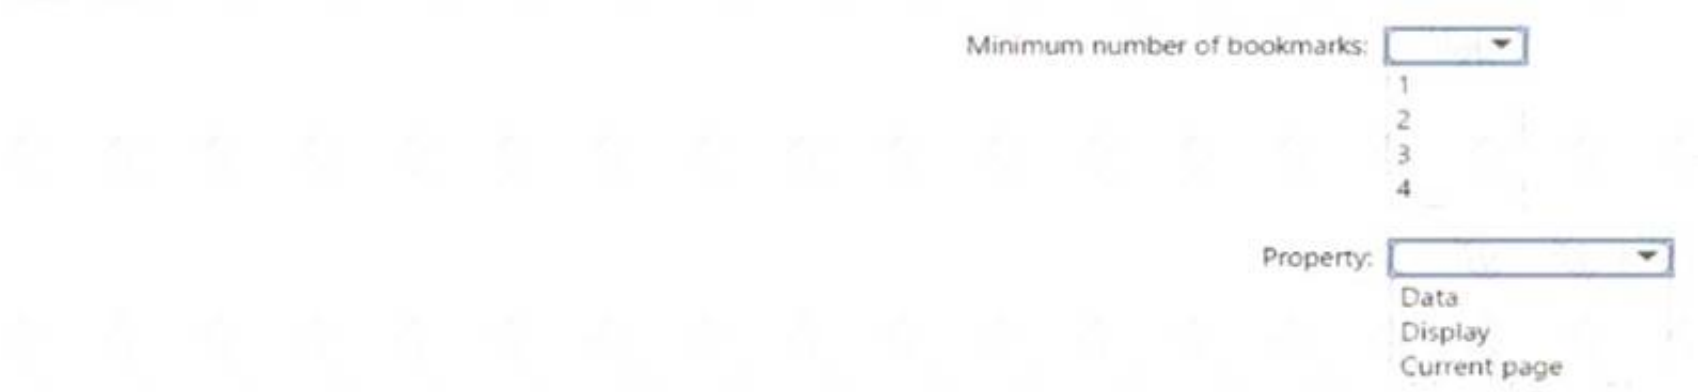 Minimum number of bookmarks:
1
2
3
4
Property:
Data
Display
Current page